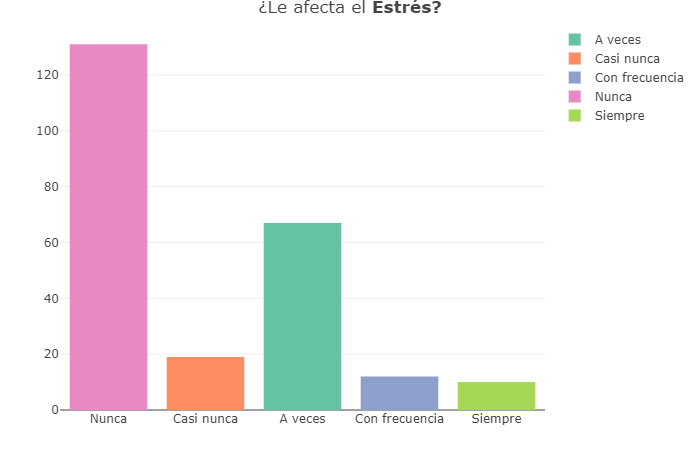 ¿Le afecta el Estrés?
A veces
Casi nunca
Con frecuencia
Nunca
Siempre
120
100
80
60
40
20
0
Nunca Casi nunca A veces Con frecuencia Siempre